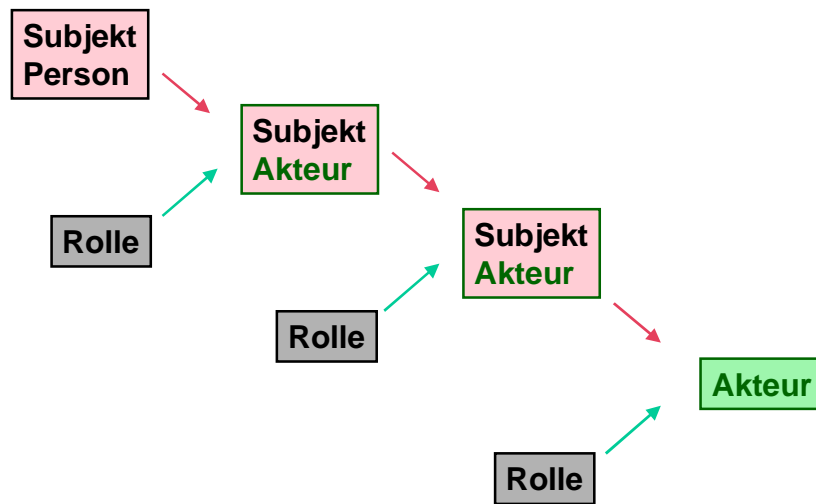 Subjekt
Person
Subjekt
Akteur
Rolle
Subjekt
Akteur
Rolle
Akteur
Rolle